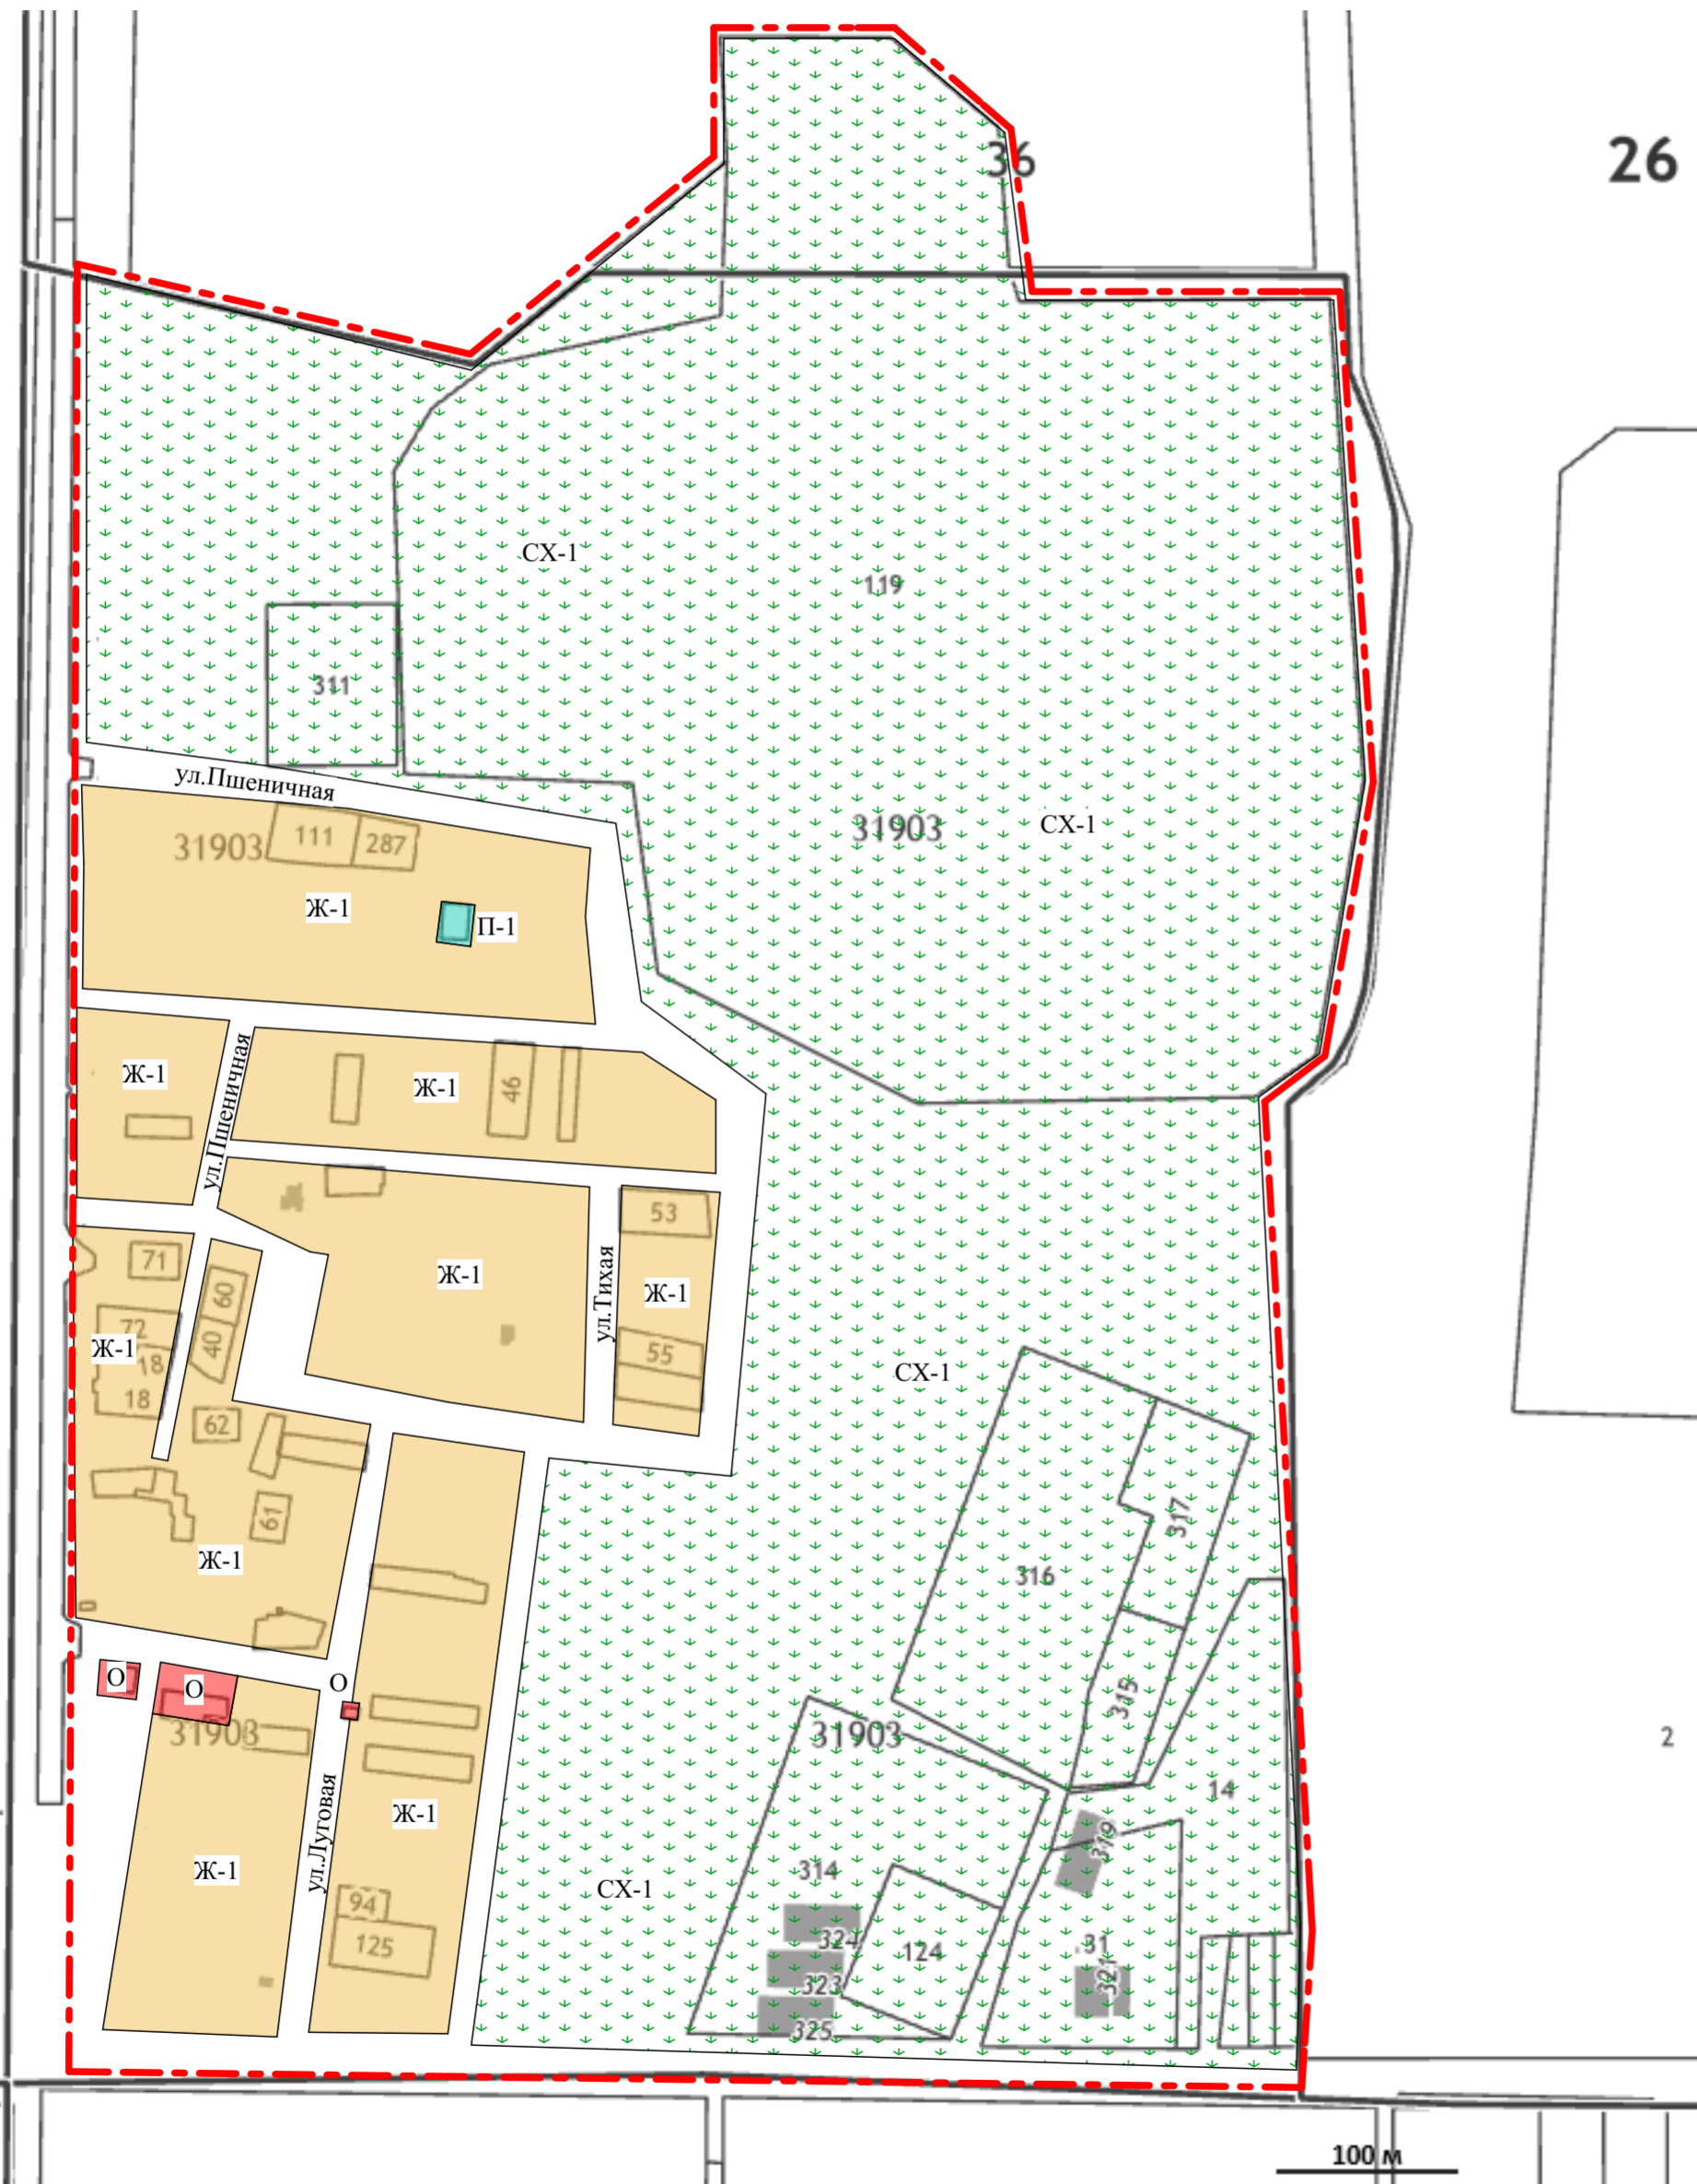 36
26
СХ-1
119
311
ул.Пшеничная
31903
111
287
31903
СХ-1
Ж-1
П-1
Ж-1
ул.Пшеничная
Ж-1
46
53
71
Ж-1
ул.Тихая
Ж-1
60
72
40
Ж-1
18
55
СХ-1
18
62
61
317
Ж-1
316
О
О
О
315
31903
31903
2
14
ул.Луговая
Ж-1
319
Ж-1
314
СХ-1
94
125
324
124
31
323
321
325
100 м